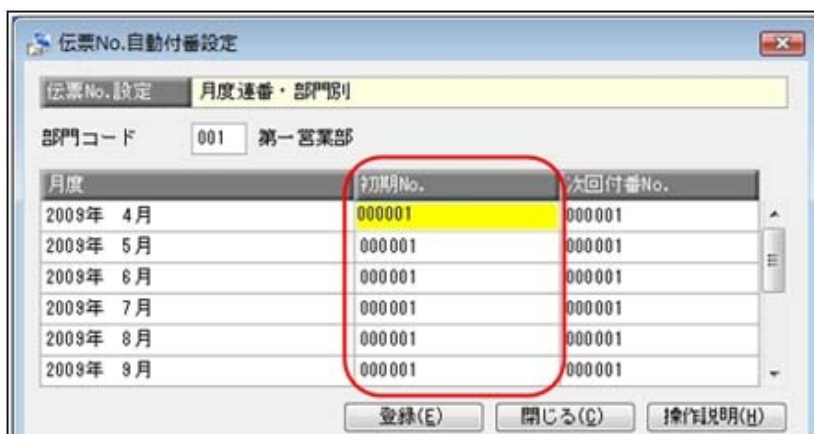 伝票No.自動付番設定
伝票No.設定 月度連番・部門別
部門コード 001 第一営業部
月度 初期No. 次回付番No.
2009年 4月 000001 000001
2009年 5月 000001 000001
2009年 6月 000001 000001
2009年 7月 000001 000001
2009年 8月 000001 000001
2009年 9月 000001 000001
登録(E) 閉じる(C) 操作説明(H)